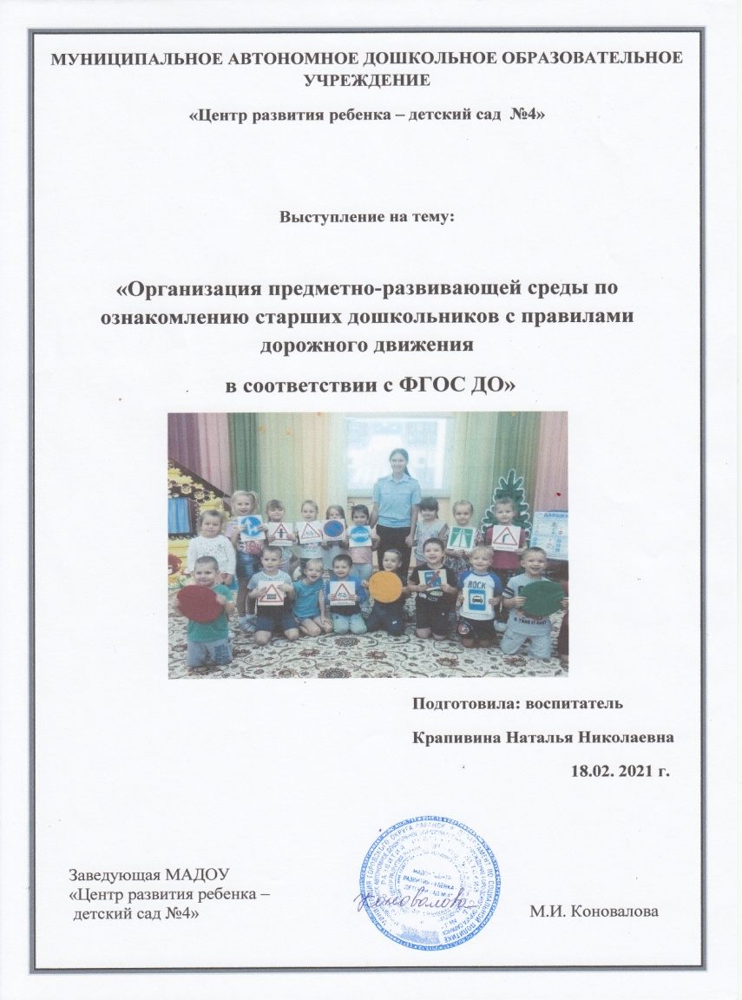 МУНИЦИПАЛЬНОЕ АВТОНОМНОЕ ДОШКОЛЬНОЕ ОБРАЗОВАТЕЛЬНОЕ
УЧРЕЖДЕНИЕ
«Центр развития ребенка – детский сад №4»
Выступление на тему:
«Организация предметно-развивающей среды по
ознакомлению старших дошкольников с правилами
дорожного движения
в соответствии с ФГОС ДО»
ROCK
Подготовила: воспитатель
Крапивина Наталья Николаевна
18.02. 2021 г.
Заведующая МАДОУ
«Центр развития ребенка –
детский сад №4»
Коновалова
М.И. Коновалова